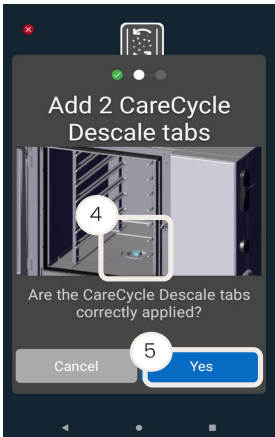 Add 2 CareCycle
Descale tabs
4
Are the CareCycle Descale tabs
correctly applied?
5
Cancel
Yes